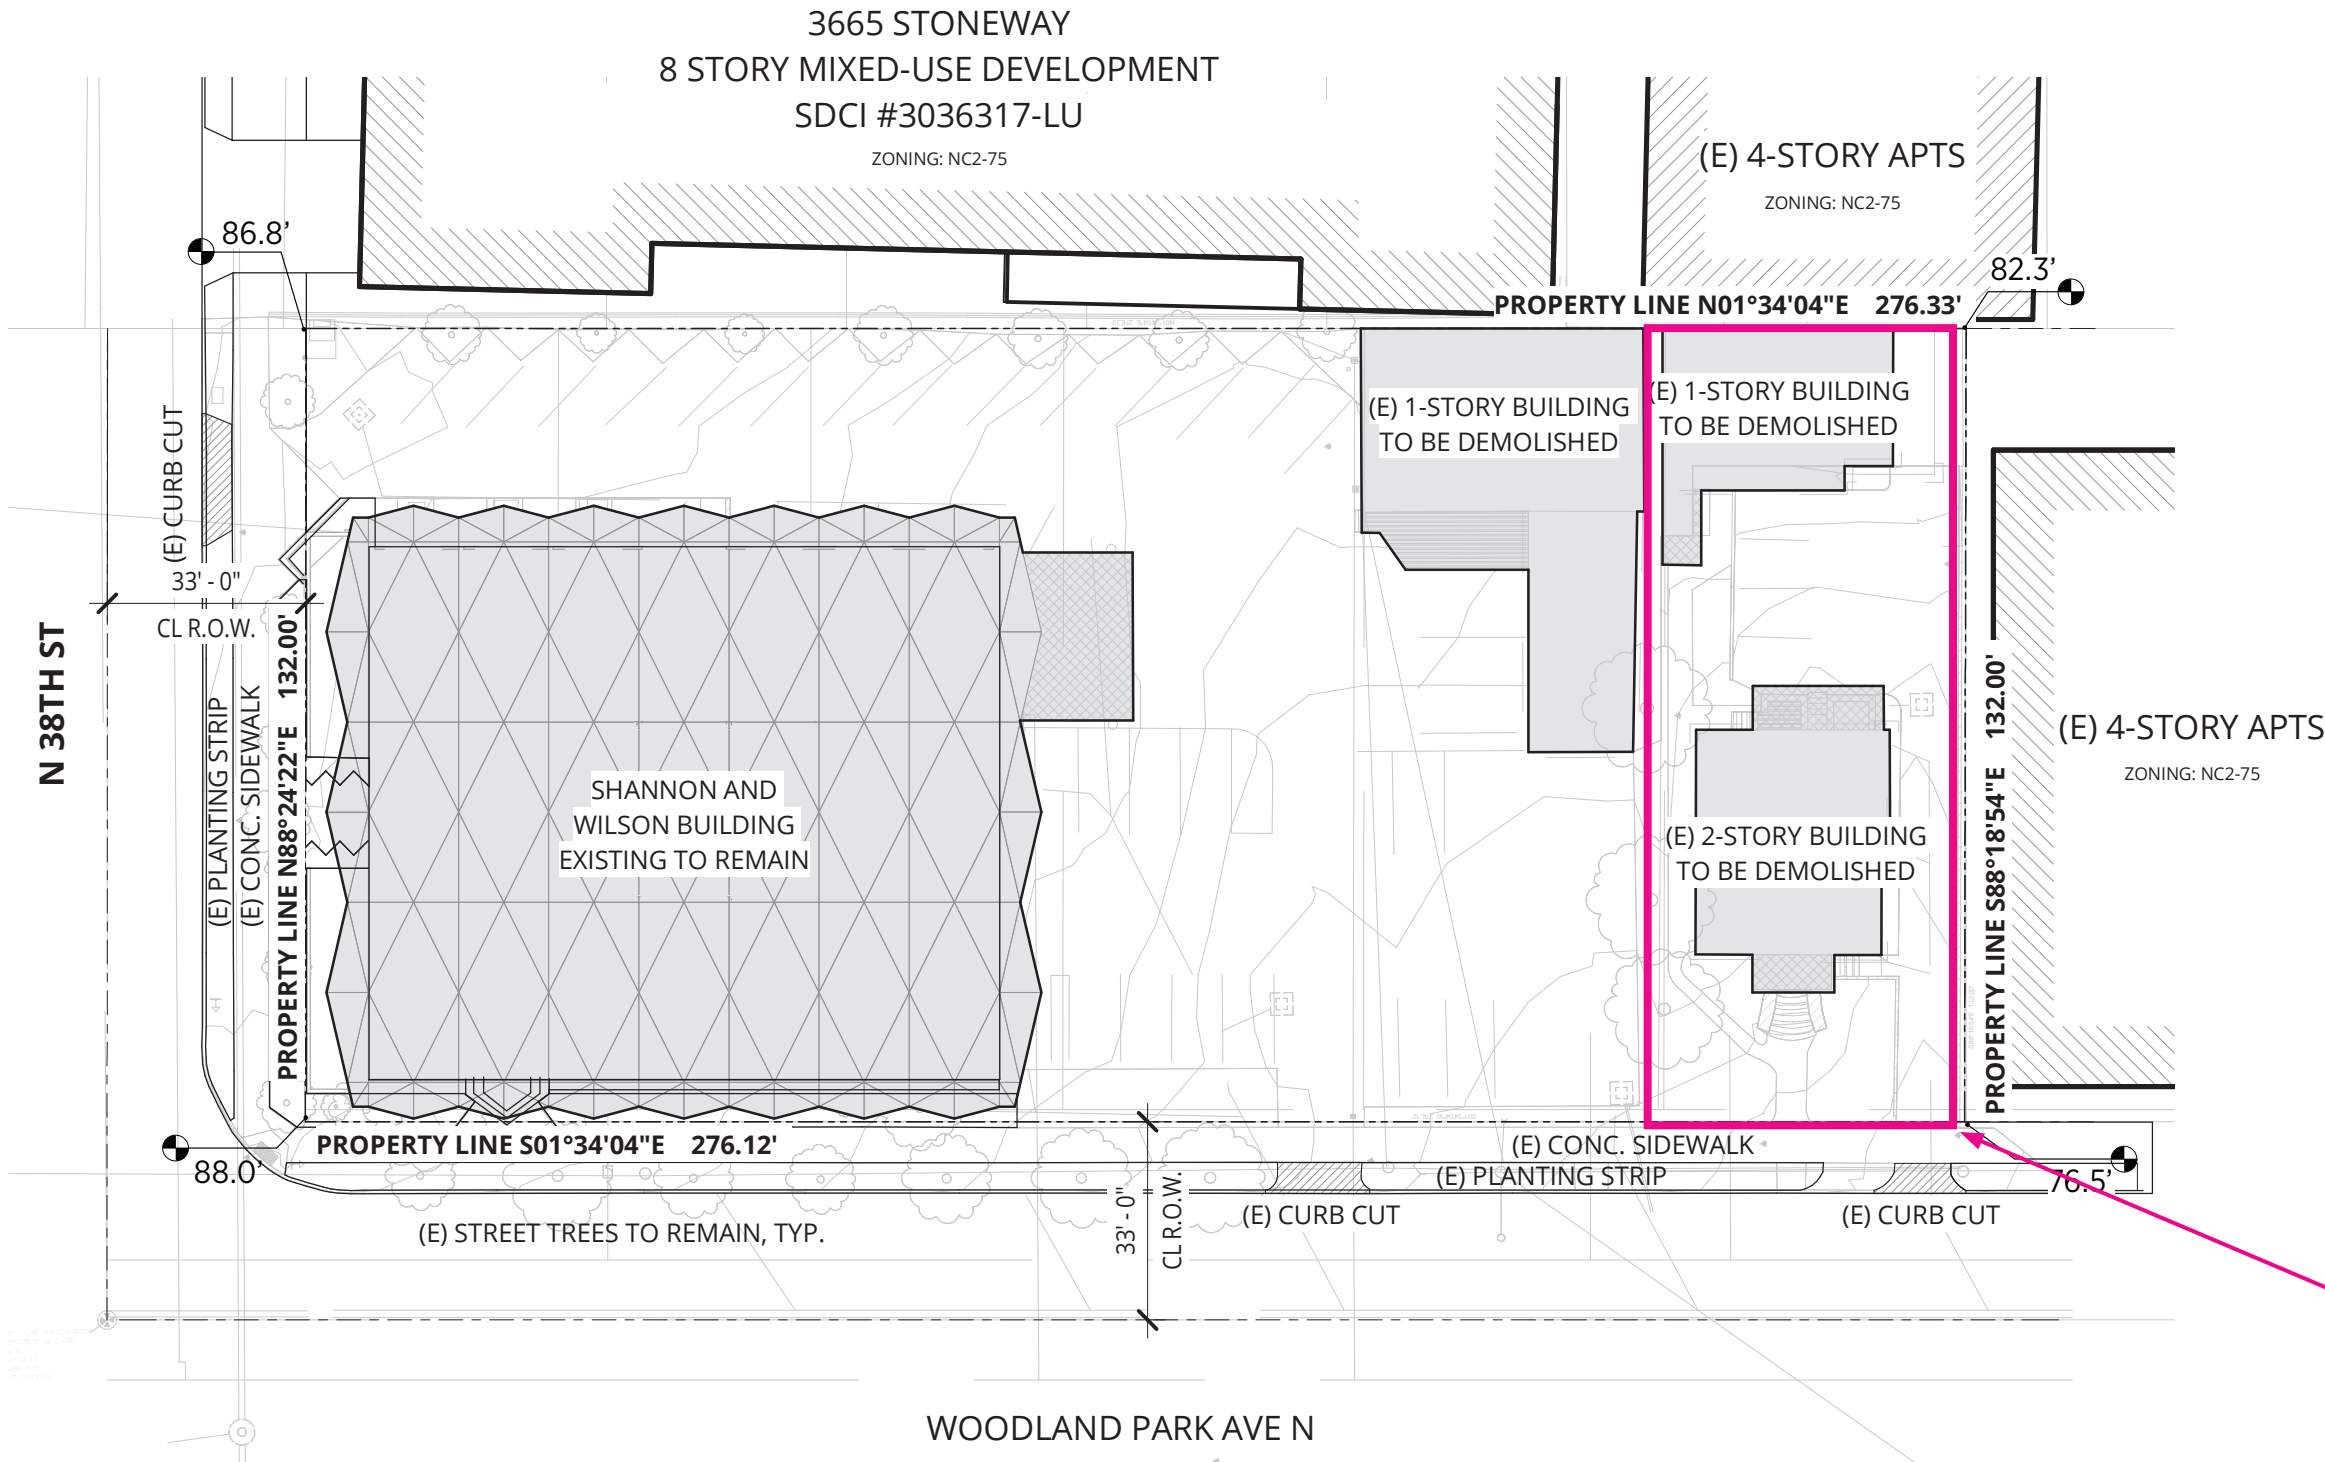 3665 STONEWAY
8 STORY MIXED-USE DEVELOPMENT
SDCI #3036317-LU
ZONING: NC2-75
(E) 4-STORY APTS
ZONING: NC2-75
86.8’
82.3’
PROPERTY LINE N01°34'04"E 276.33'
(E) 1-STORY BUILDING
TO BE DEMOLISHED
(E) 1-STORY BUILDING
TO BE DEMOLISHED
(E) CURB CUT
33' - 0"
CL R.O.W.
N 38TH ST
(E) PLANTING STRIP
(E) CONC. SIDEWALK
PROPERTY LINE N88°24'22"E 132.00'
SHANNON AND
WILSON BUILDING
EXISTING TO REMAIN
(E) 2-STORY BUILDING
TO BE DEMOLISHED
PROPERTY LINE S88°18'54"E 132.00'
(E) 4-STORY APTS
ZONING: NC2-75
PROPERTY LINE S01°34'04"E 276.12'
88.0’
(E) CONC. SIDEWALK
(E) PLANTING STRIP
76.5’
(E) STREET TREES TO REMAIN, TYP.
33' - 0"
CL R.O.W.
(E) CURB CUT
(E) CURB CUT
WOODLAND PARK AVE N